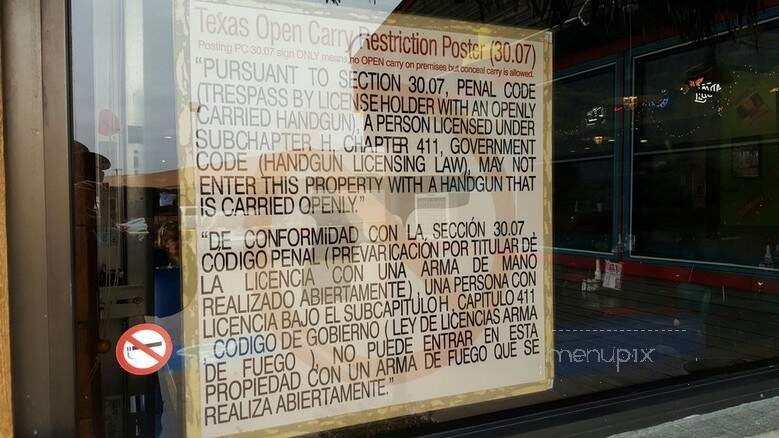 Texas Open Carry Restriction Poster (30.07)
Posting PC 30.07 sign ONLY means no OPEN carry on premises but conceal carry is allowed.
“PURSUANT TO SECTION 30.07, PENAL CODE
(TRESPASS BY LICENSE HOLDER WITH AN OPENLY
CARRIED HANDGUN), A PERSON LICENSED UNDER
SUBCHAPTER H, CHAPTER 411, GOVERNMENT
CODE (HANDGUN LICENSING LAW), MAY NOT
ENTER THIS PROPERTY WITH A HANDGUN THAT
IS CARRIED OPENLY.”
“DE CONFORMiDAD CON LA, SECCIÓN 30.07 ,
CÓDIGO PENAL ( PREVARICACIÓN POR TITULAR DE
LA LICENCIA CON UNA ARMA DE MANO
REALIZADO ABIERTAMENTE), UNA PERSONA CON
LICENCIA BAJO EL SUBCAPITULO H, CAPITULO 411
, CODIGO DE GOBIERNO ( LEY DE LICENCIAS ARMA
DE FUEGO ), NO PUEDE ENTRAR EN ESTA
PROPIEDAD CON UN ARMA DE FUEGO QUE SE
REALIZA ABIERTAMENTE.”
menupix